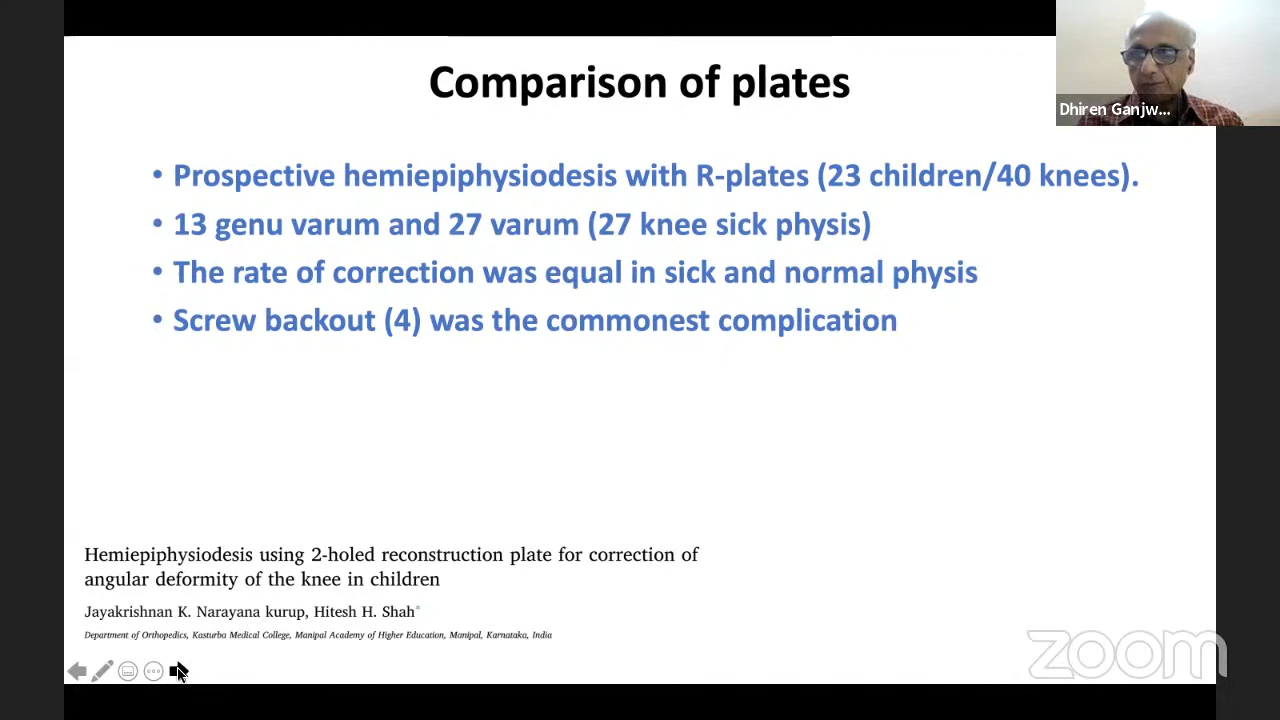 Comparison of plates
Dhiren Ganjw...
• Prospective hemiepiphysiodesis with R-plates (23 children/40 knees).
• 13 genu varum and 27 varum (27 knee sick physis)
• The rate of correction was equal in sick and normal physis
• Screw backout (4) was the commonest complication
Hemiepiphysiodesis using 2-holed reconstruction plate for correction of
angular deformity of the knee in children
Jayakrishnan K. Narayana kurup, Hitesh H. Shah*
Department of Orthopedics, Kasturba Medical College, Manipal Academy of Higher Education, Manipal, Karnataka, India
zoom